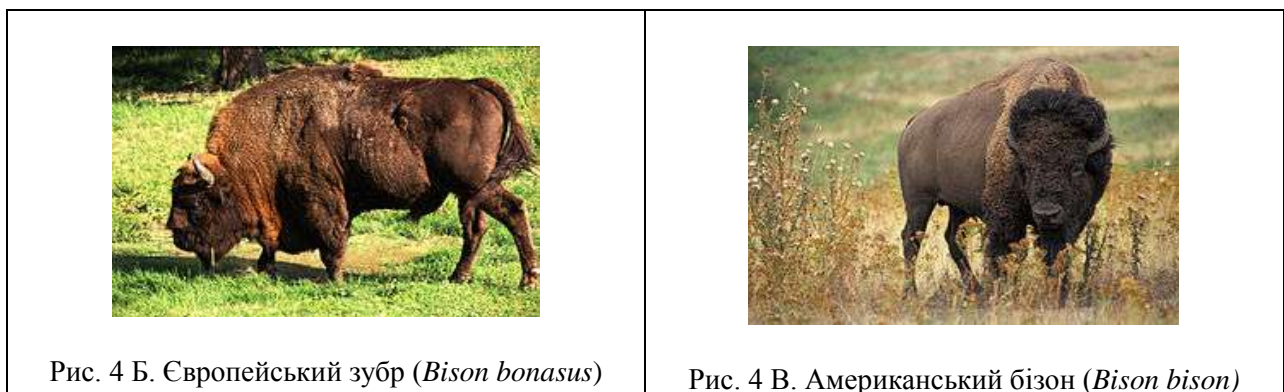 Рис. 4 Б. Європейський зубр (Bison bonasus)
Рис. 4 В. Американський бізон (Bison bison)